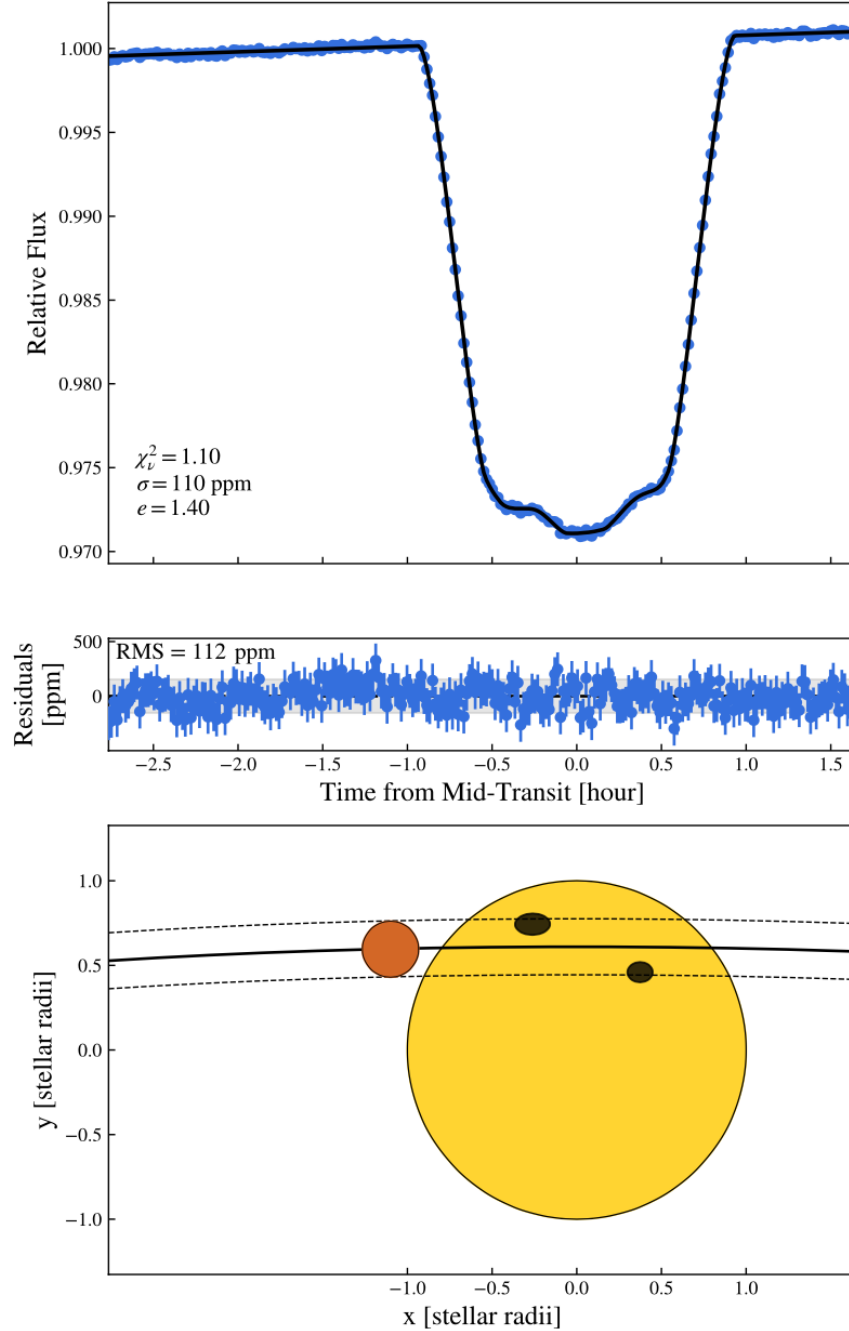 1.000
0.995
0.990
0.985
0.980
0.975
0.970
Relative Flux
χ²ᵥ = 1.10
σ = 110 ppm
e = 1.40
500
0
RMS = 112 ppm
Residuals
[ppm]
−2.5 −2.0 −1.5 −1.0 −0.5 0.0 0.5 1.0 1.5
Time from Mid-Transit [hour]
1.0
0.5
0.0
−0.5
−1.0
y [stellar radii]
−1.0 −0.5 0.0 0.5 1.0
x [stellar radii]